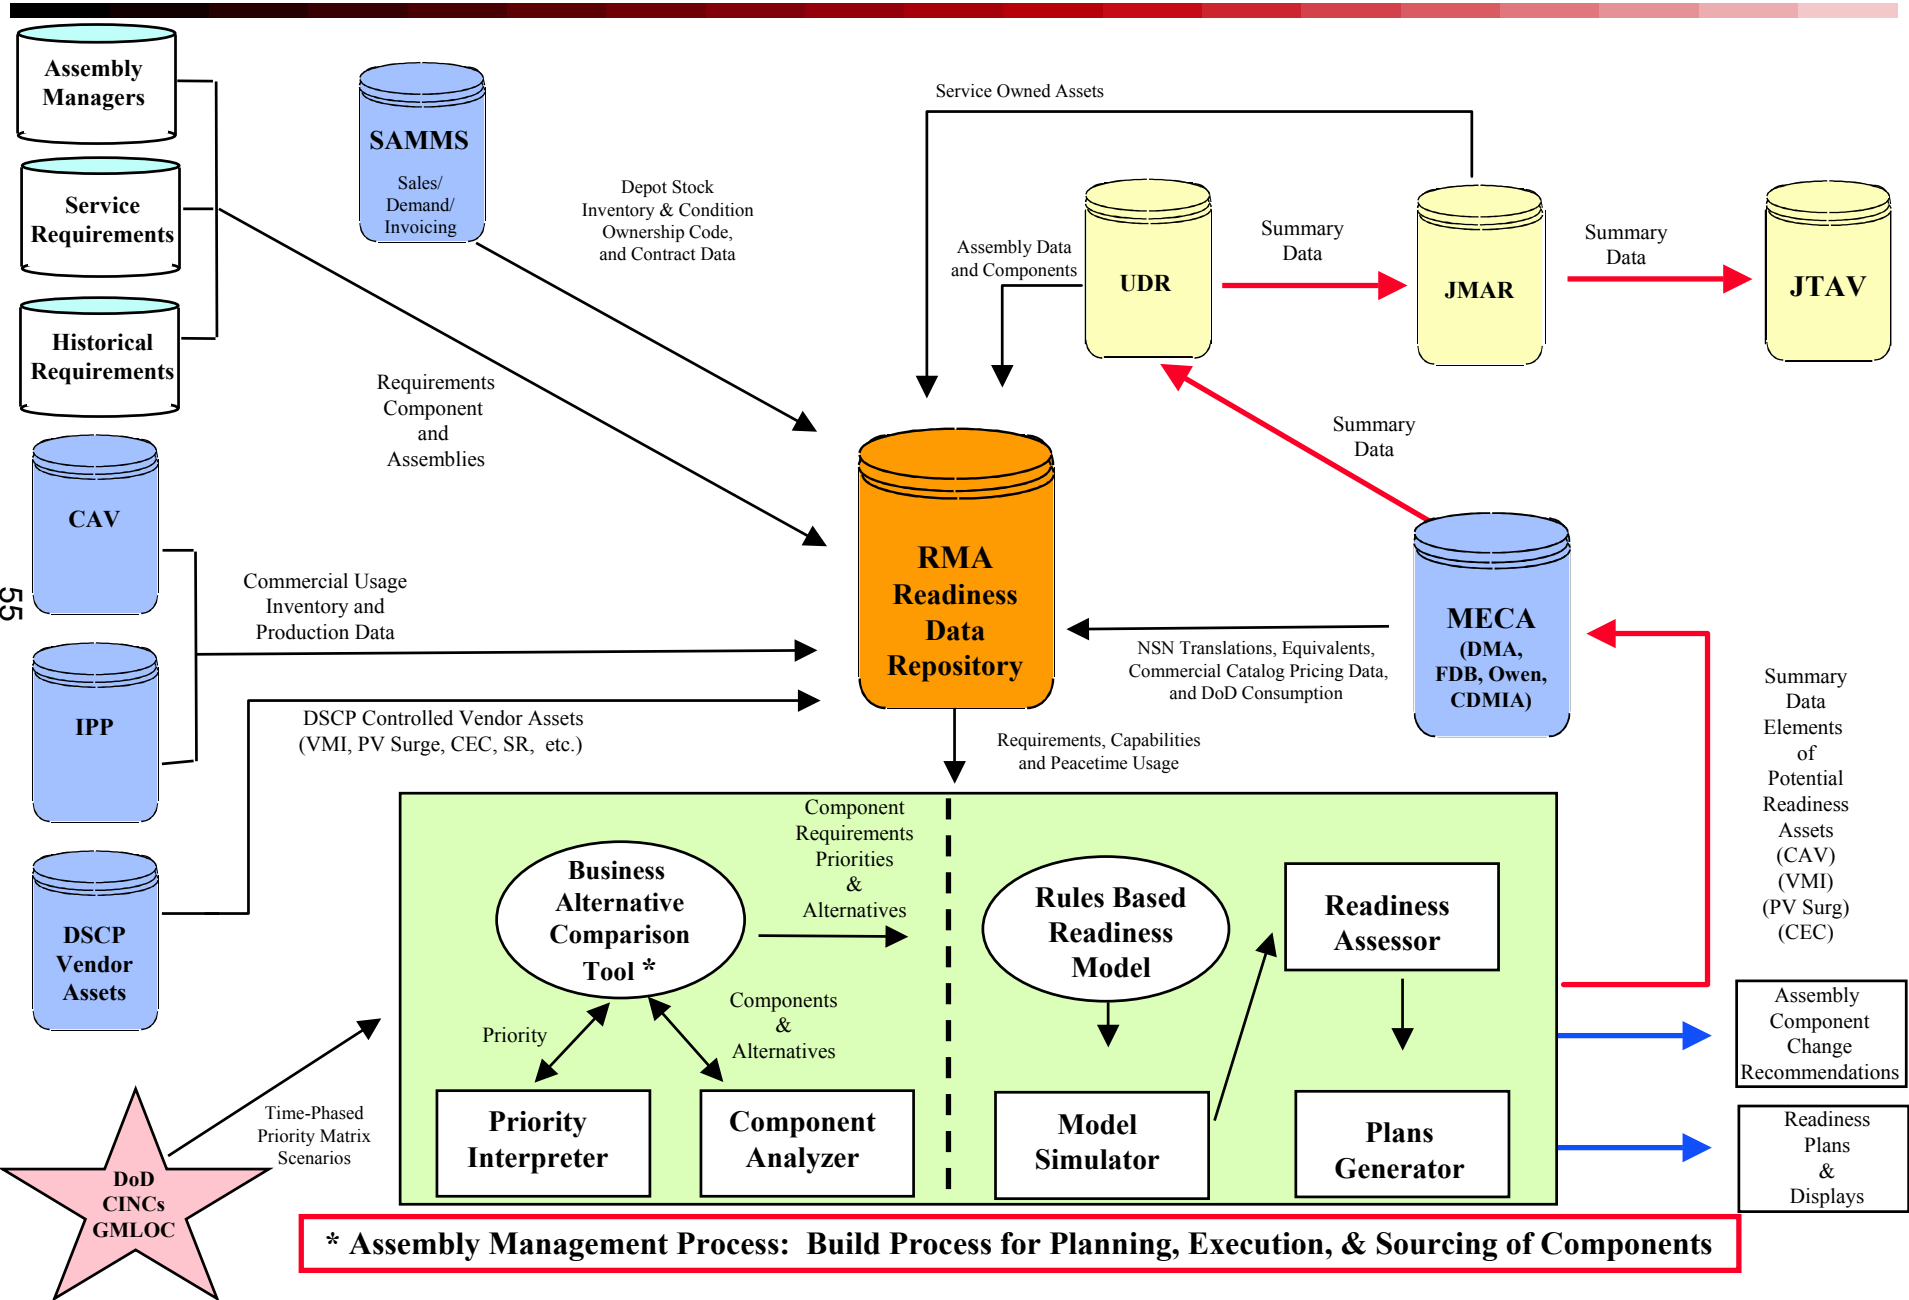 Assembly
Managers
Service
Requirements
Historical
Requirements
SAMMS
Sales/
Demand/
Invoicing
Depot Stock
Inventory & Condition
Ownership Code,
and Contract Data
Requirements
Component
and
Assemblies
Service Owned Assets
Assembly Data
and Components
UDR
Summary
Data
JMAR
Summary
Data
JTAV
Summary
Data
CAV
IPP
DSCP
Vendor
Assets
55
Commercial Usage
Inventory and
Production Data
DSCP Controlled Vendor Assets
(VMI, PV Surge, CEC, SR, etc.)
RMA
Readiness
Data
Repository
NSN Translations, Equivalents,
Commercial Catalog Pricing Data,
and DoD Consumption
MECA
(DMA,
FDB, Owen,
CDMIA)
Requirements, Capabilities
and Peacetime Usage
Summary
Data
Elements
of
Potential
Readiness
Assets
(CAV)
(VMI)
(PV Surg)
(CEC)
Component
Requirements
Priorities
&
Alternatives
Business
Alternative
Comparison
Tool *
Priority
Components
&
Alternatives
Priority
Interpreter
Component
Analyzer
Rules Based
Readiness
Model
Readiness
Assessor
Model
Simulator
Plans
Generator
Assembly
Component
Change
Recommendations
Readiness
Plans
&
Displays
Time-Phased
Priority Matrix
Scenarios
DoD
CINCs
GMLOC
* Assembly Management Process: Build Process for Planning, Execution, & Sourcing of Components